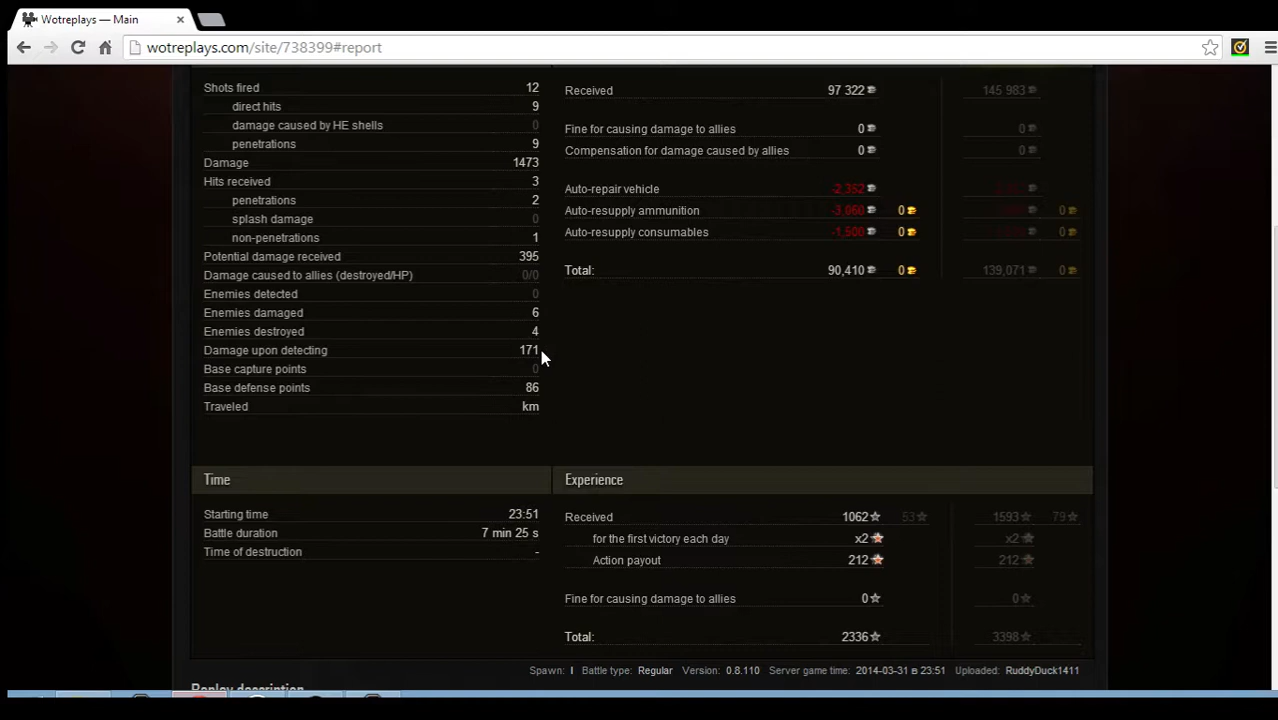 Wotreplays — Main
wotreplays.com/site/738399#report
Shots fired 12
direct hits 9
damage caused by HE shells 0
penetrations 9
Damage 1473
Hits received 3
penetrations 2
splash damage 0
non-penetrations 1
Potential damage received 395
Damage caused to allies (destroyed/HP) 0/0
Enemies detected 0
Enemies damaged 6
Enemies destroyed 4
Damage upon detecting 171
Base capture points 0
Base defense points 86
Traveled km
Received 97 322 145 983
Fine for causing damage to allies 0 0
Compensation for damage caused by allies 0 0
Auto-repair vehicle -2,352
Auto-resupply ammunition -3,060 0 0
Auto-resupply consumables -1,500 0 0
Total: 90,410 0 139,071 0
Time
Starting time 23:51
Battle duration 7 min 25 s
Time of destruction -
Experience
Received 1062 53 1593 79
for the first victory each day x2 x2
Action payout 212 212
Fine for causing damage to allies 0 0
Total: 2336 3398
Spawn: I Battle type: Regular Version: 0.8.110 Server game time: 2014-03-31 в 23:51 Uploaded: RuddyDuck1411
Replay description